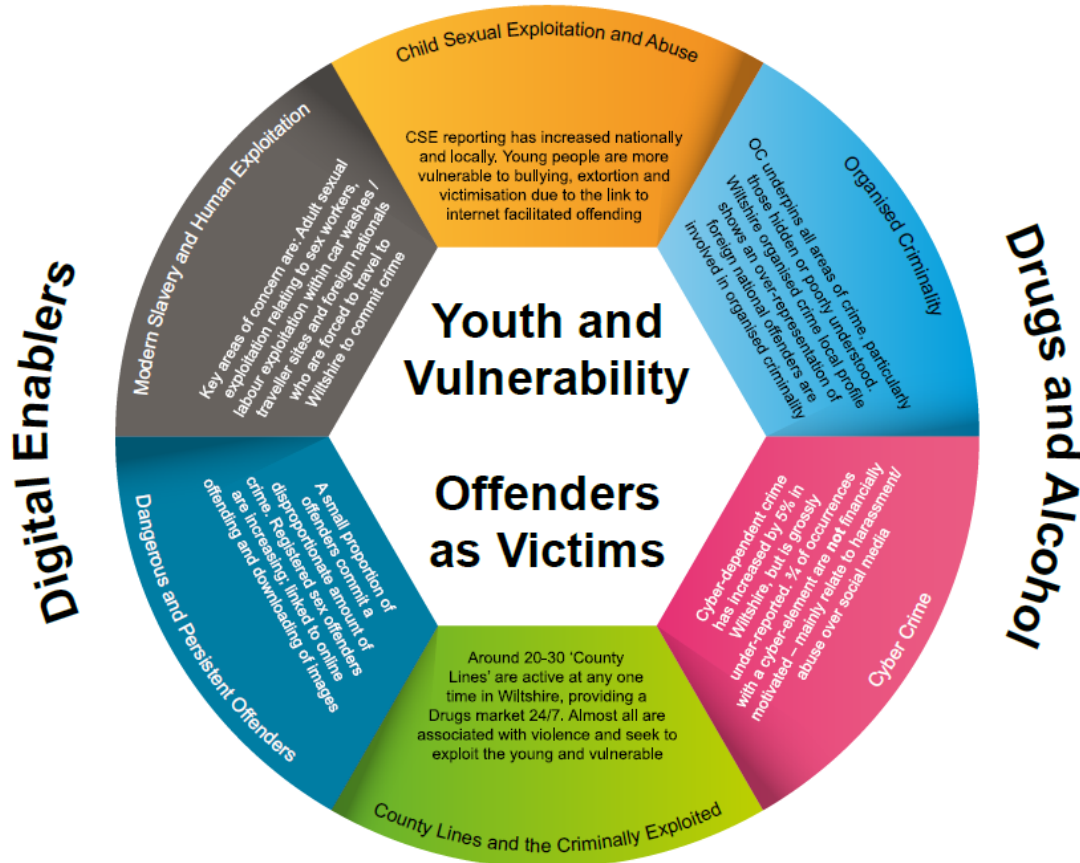 Child Sexual Exploitation and Abuse
CSE reporting has increased nationally
and locally. Young people are more
vulnerable to bullying, extortion and
victimisation due to the link to
internet facilitated offending
Organised Criminality
OC underpins all areas of crime, particularly
those hidden or poorly understood.
Wiltshire organised crime local profile
shows an over-representation of
foreign national offenders are
involved in organised criminality
Drugs and Alcohol
Cyber Crime
Cyber-dependent crime
has increased by 5% in
Wiltshire, but is grossly
under-reported. ¾ of occurrences
with a cyber-element are not financially
motivated – mainly relate to harassment/
abuse over social media
Around 20-30 ‘County
Lines’ are active at any one
time in Wiltshire, providing a
Drugs market 24/7. Almost all are
associated with violence and seek to
exploit the young and vulnerable
County Lines and the Criminally Exploited
Dangerous and Persistent Offenders
A small proportion of
offenders commit a
disproportionate amount of
crime. Registered sex offenders
are increasing; linked to online
offending and downloading of images
Digital Enablers
Modern Slavery and Human Exploitation
Key areas of concern are: Adult sexual
exploitation relating to sex workers,
labour exploitation within car washes /
traveller sites and foreign nationals
who are forced to travel to
Wiltshire to commit crime
Youth and
Vulnerability
Offenders
as Victims